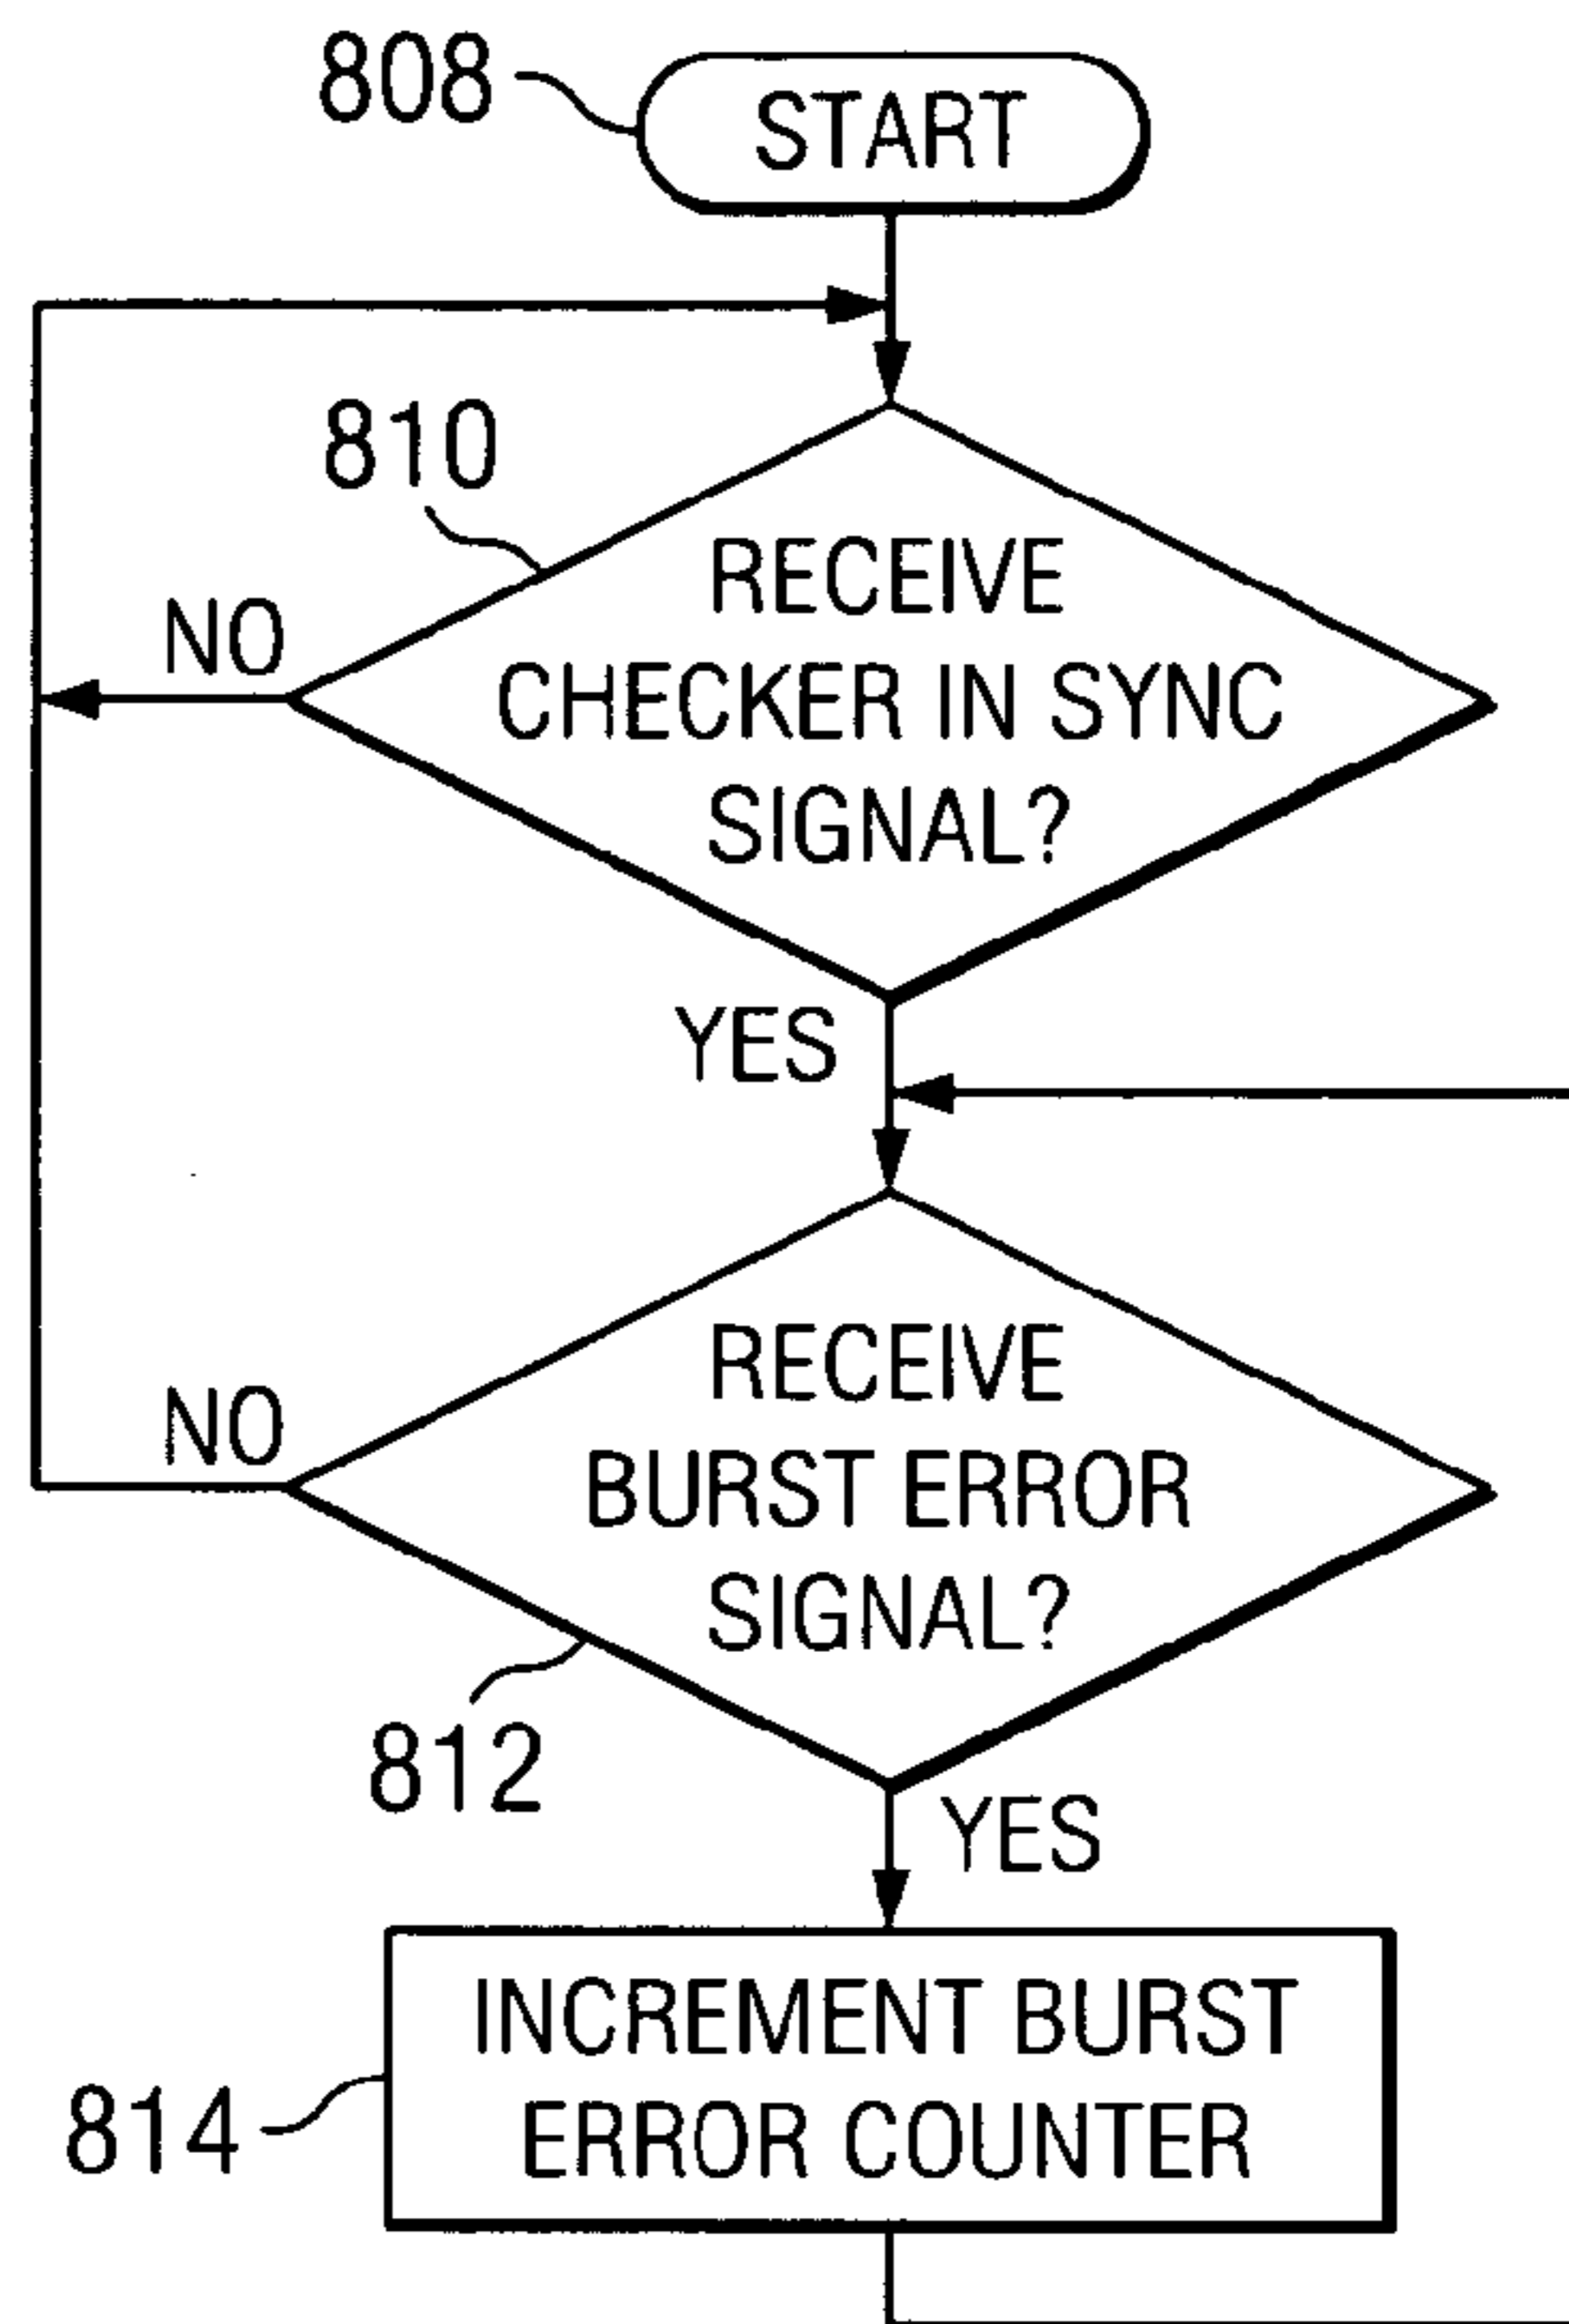 808
START
810
RECEIVE
CHECKER IN SYNC
SIGNAL?
NO
YES
RECEIVE
BURST ERROR
SIGNAL?
NO
812
YES
INCREMENT BURST
ERROR COUNTER
814